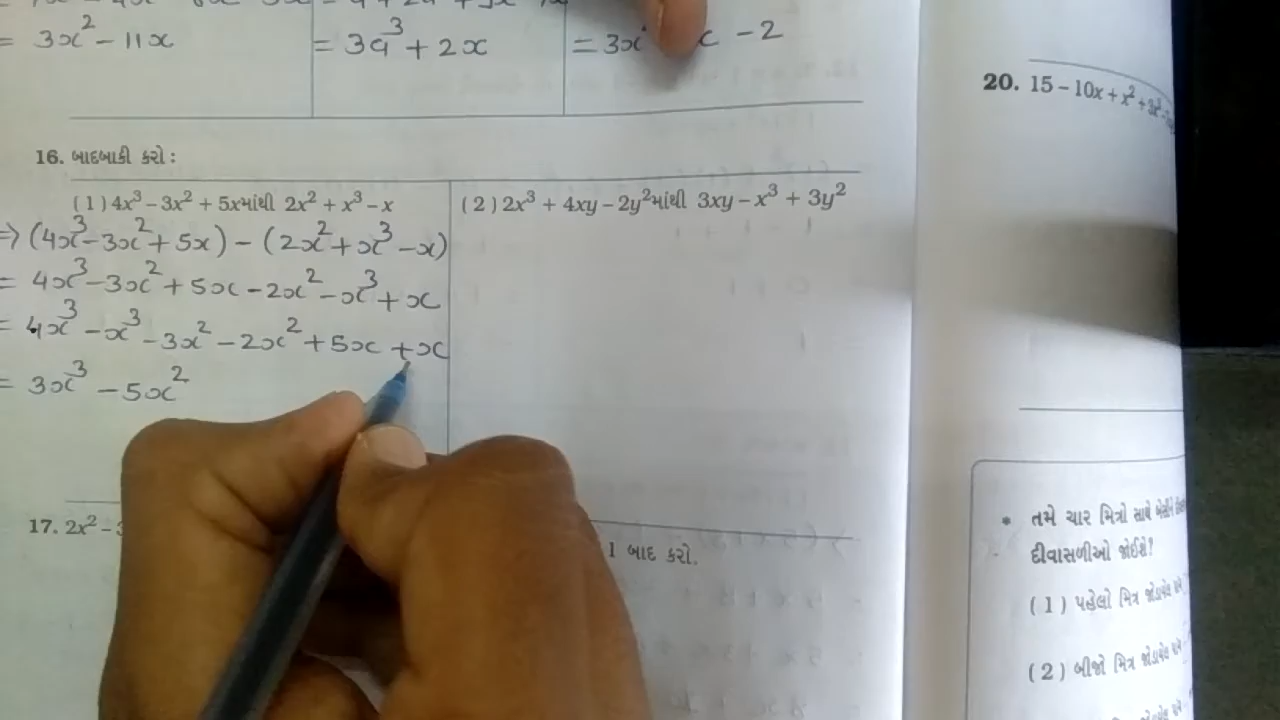 = 3x² - 11x
= 3a³ + 2x
= 3x - 2
16. બાદબાકી કરો :
(1) 4x³ – 3x² + 5xમાંથી 2x² + x³ – x
⇒ (4x³ - 3x² + 5x) - (2x² + x³ - x)
= 4x³ - 3x² + 5x - 2x² - x³ + x
= 4x³ - x³ - 3x² - 2x² + 5x + x
= 3x³ - 5x²
(2) 2x³ + 4xy – 2y²માંથી 3xy – x³ + 3y²
17. 2x² –
1 બાદ કરો.
20. 15 – 10x + x² +
* તમે ચાર મિત્રો સાથે બેસીને
દીવાસળીઓ જોઈશે?
(1) પહેલો મિત્ર
(2) બીજો મિત્ર